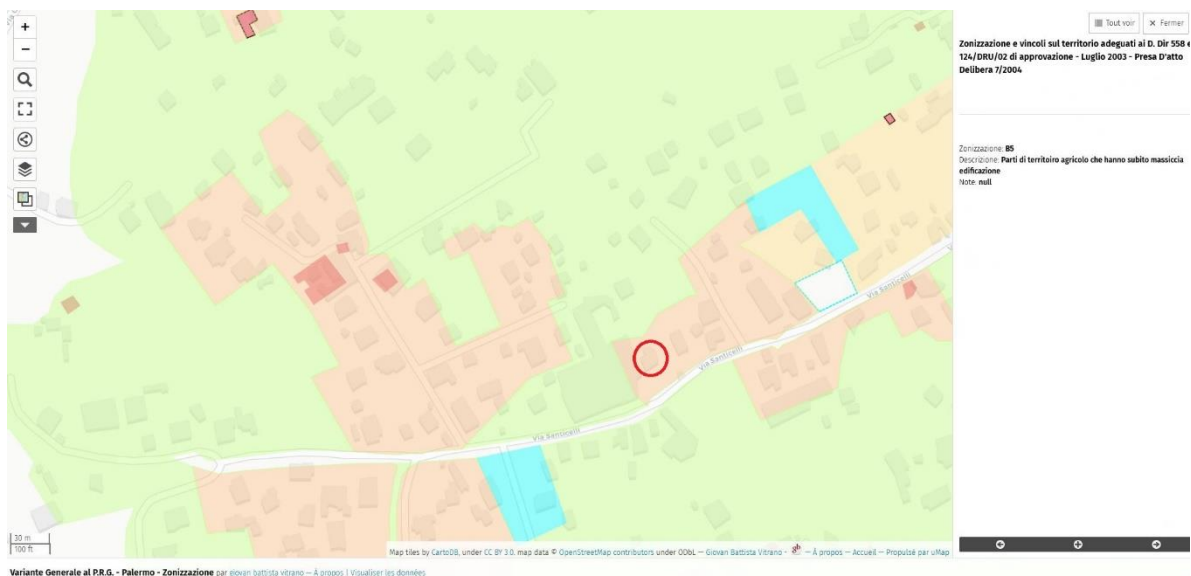 +
−
Tout voir
× Fermer
Zonizzazione e vincoli sul territorio adeguati ai D. Dir 558 e
124/DRU/02 di approvazione - Luglio 2003 - Presa D'atto
Delibera 7/2004
Zonizzazione: B5
Descrizione: Parti di territoiro agricolo che hanno subito massiccia
edificazione
Note: null
Via Santicelli
Via Santicelli
Via Santicelli
30 m
100 ft
Map tiles by CartoDB, under CC BY 3.0. map data © OpenStreetMap contributors under ODbL — Giovan Battista Vitrano - — À propos — Accueil — Propulsé par uMap
Variante Generale al P.R.G. - Palermo - Zonizzazione par giovan battista vitrano — À propos | Visualiser les données